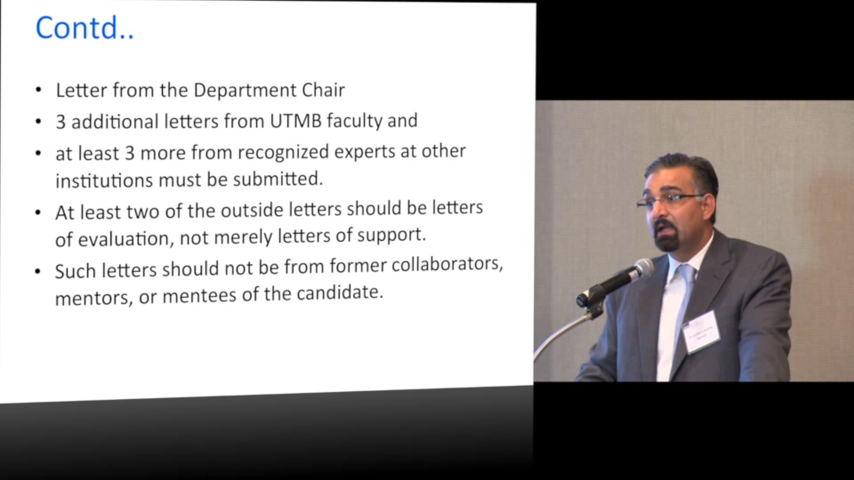 Contd..
• Letter from the Department Chair
• 3 additional letters from UTMB faculty and
• at least 3 more from recognized experts at other
institutions must be submitted.
• At least two of the outside letters should be letters
of evaluation, not merely letters of support.
• Such letters should not be from former collaborators,
mentors, or mentees of the candidate.